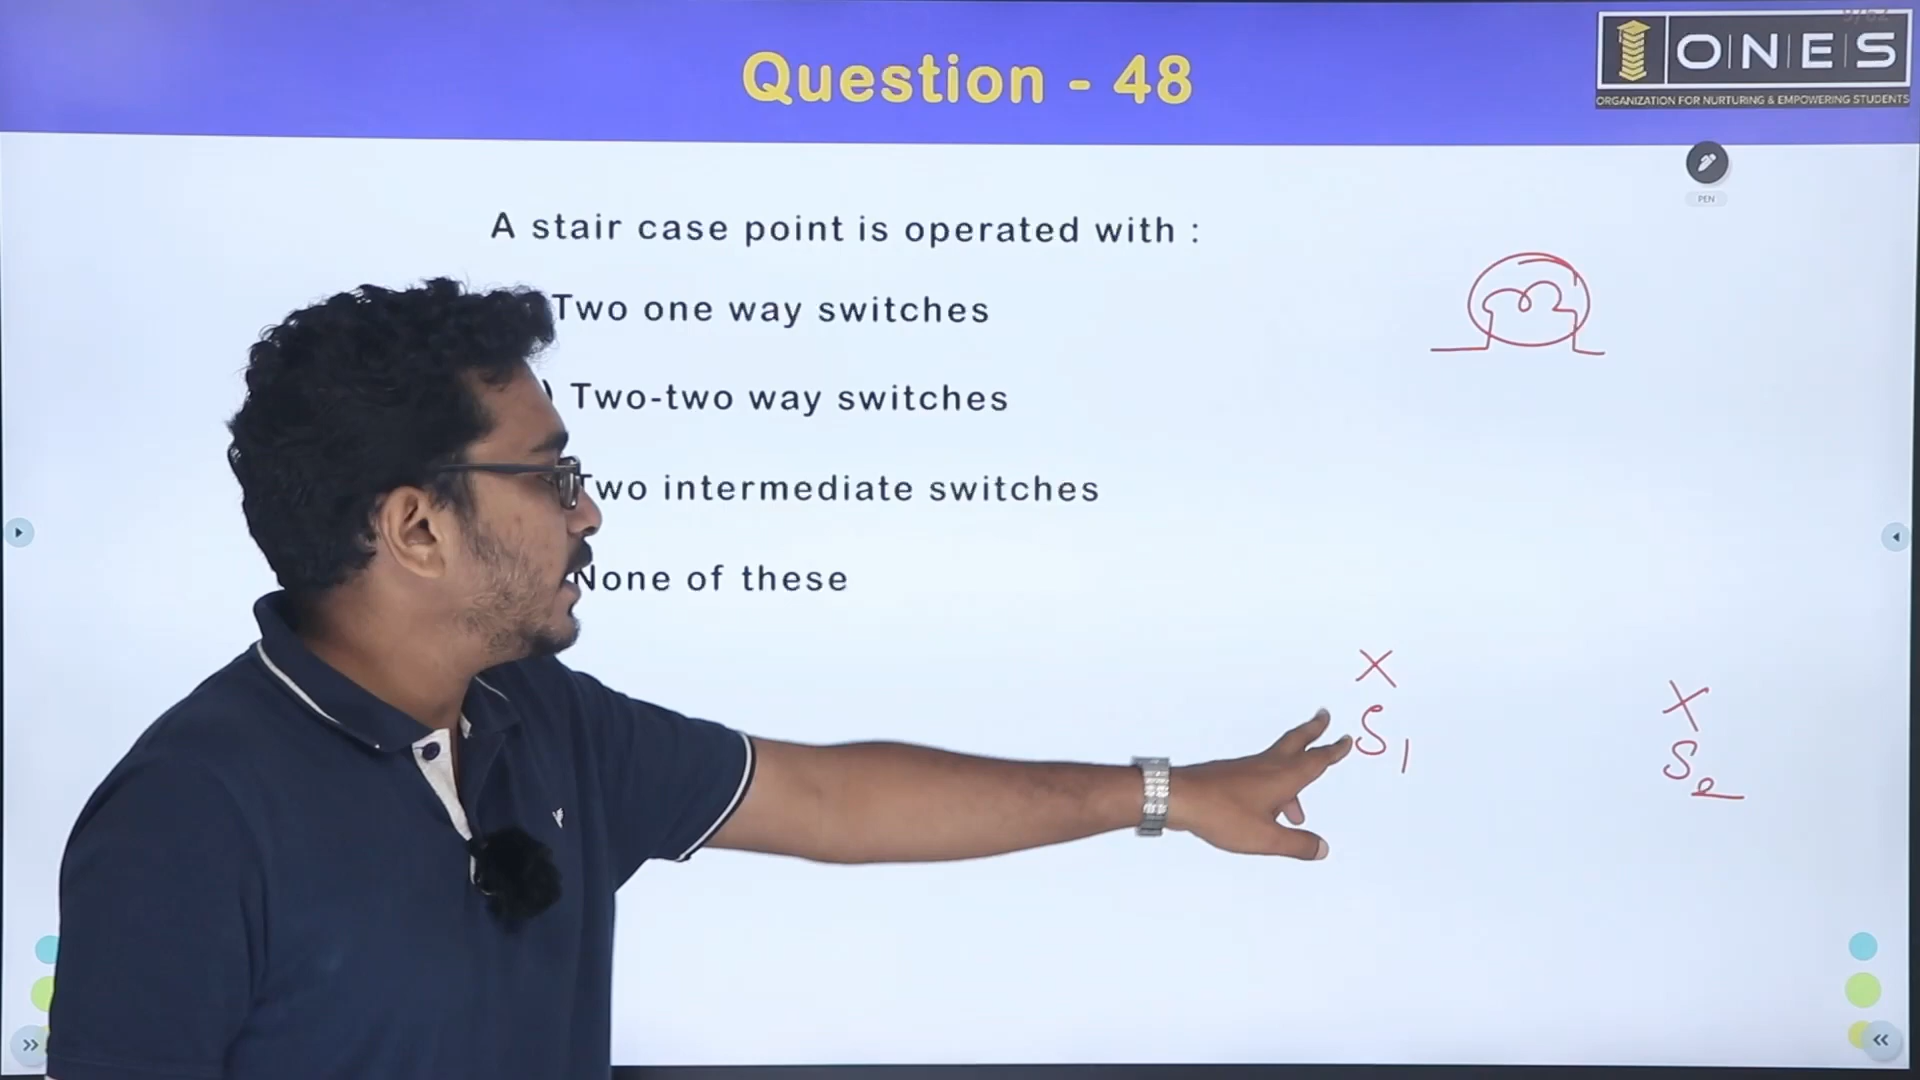 Question - 48
ONES
ORGANIZATION FOR NURTURING & EMPOWERING STUDENTS
PEN
A stair case point is operated with :
Two one way switches
) Two-two way switches
Two intermediate switches
None of these
X
S1
X
S2